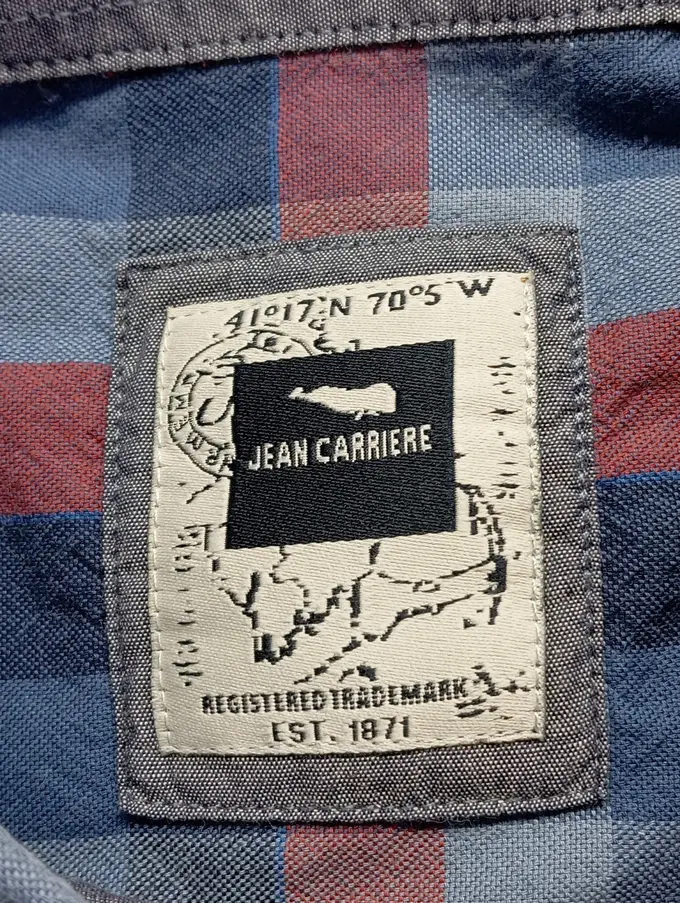 41°17'N 70°5 W
JEAN CARRIERE
REGISTERED TRADEMARK
EST. 1871